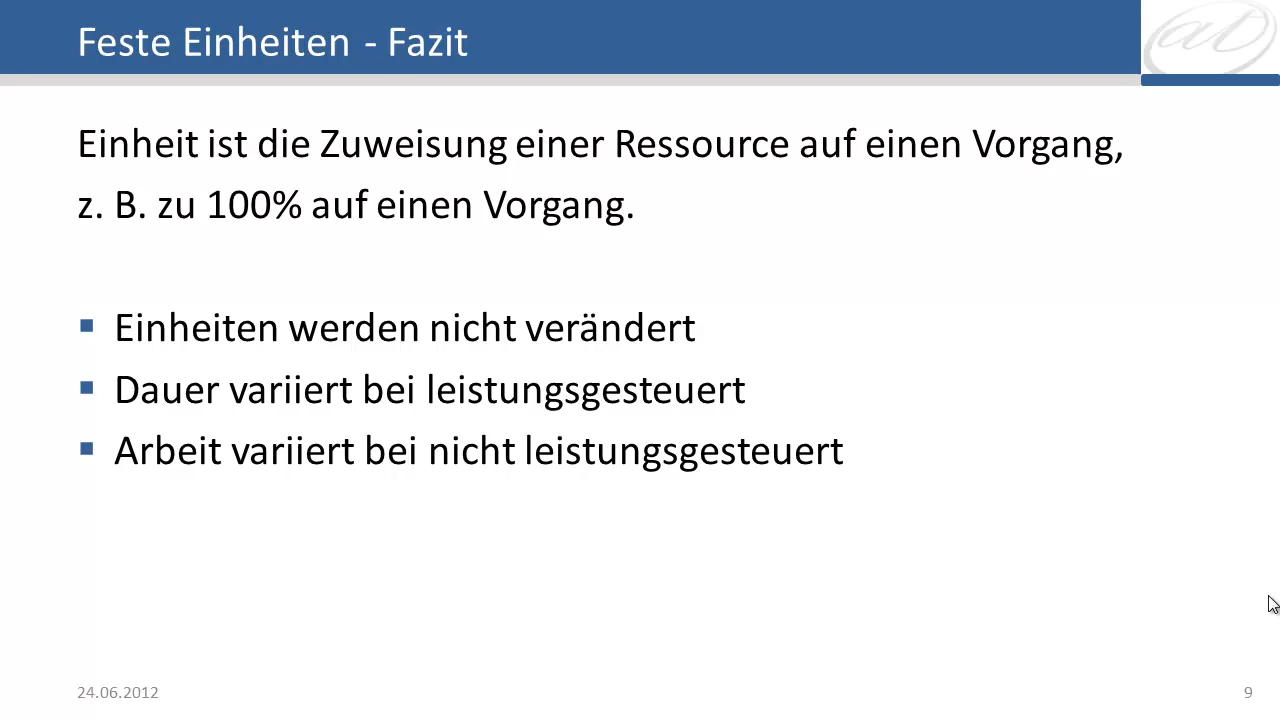 Feste Einheiten - Fazit
at
Einheit ist die Zuweisung einer Ressource auf einen Vorgang,
z. B. zu 100% auf einen Vorgang.
▪ Einheiten werden nicht verändert
▪ Dauer variiert bei leistungsgesteuert
▪ Arbeit variiert bei nicht leistungsgesteuert
24.06.2012
9